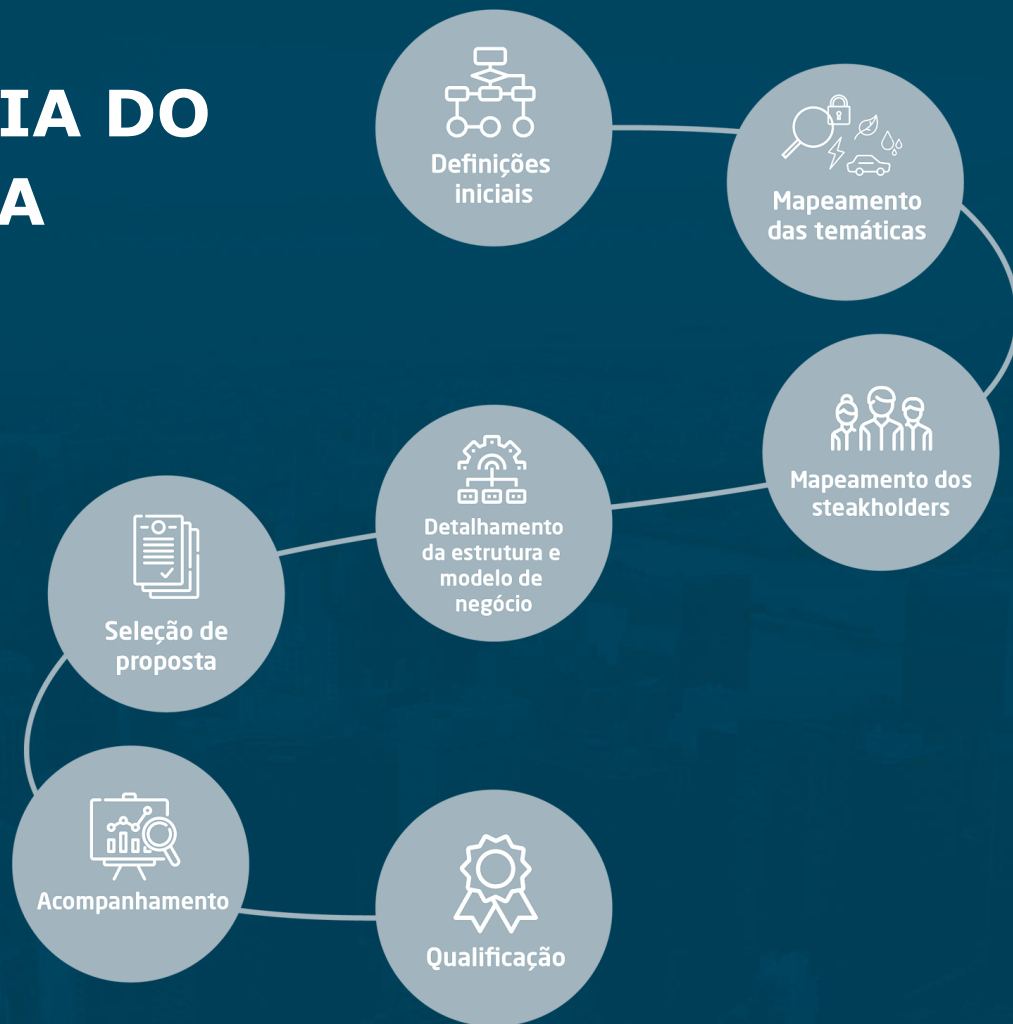 IA DO
A
Definições
iniciais
Mapeamento
das temáticas
Mapeamento dos
steakholders
Detalhamento
da estrutura e
modelo de
negócio
Seleção de
proposta
Acompanhamento
Qualificação